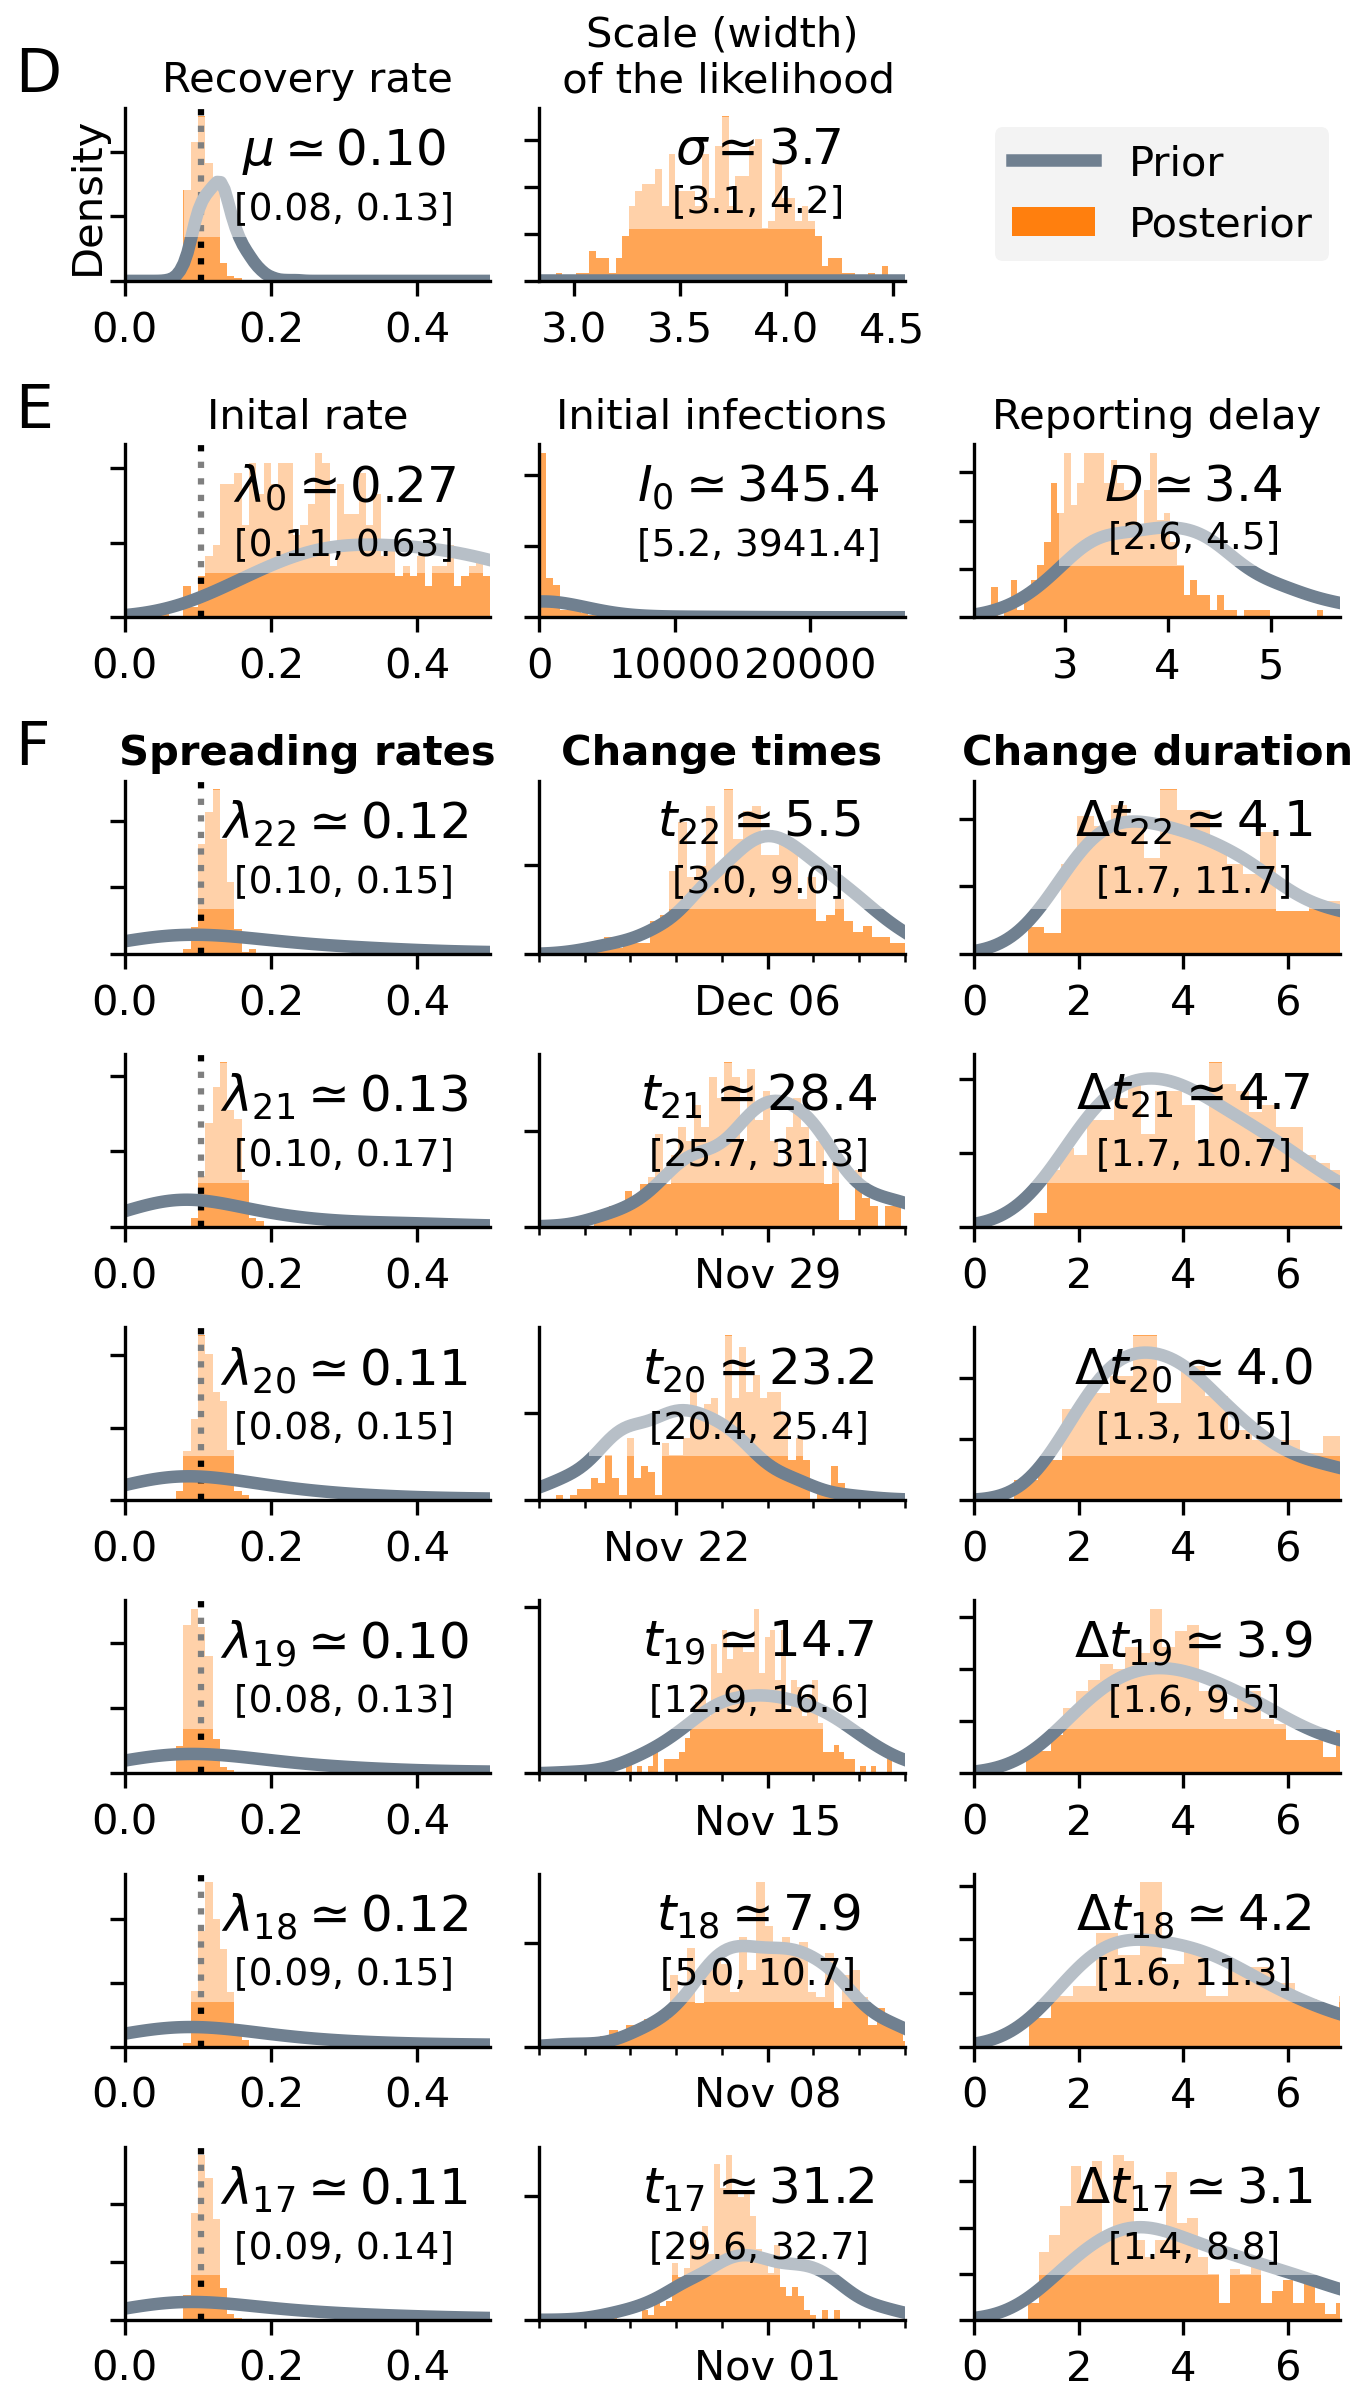 D
Recovery rate
Scale (width)
of the likelihood
Density
μ ≃ 0.10
[0.08, 0.13]
0.0 0.2 0.4
σ ≃ 3.7
[3.1, 4.2]
3.0 3.5 4.0 4.5
Prior
Posterior
E
Inital rate
Initial infections
Reporting delay
λ₀ ≃ 0.27
[0.11, 0.63]
0.0 0.2 0.4
I₀ ≃ 345.4
[5.2, 3941.4]
0 10000 20000
D ≃ 3.4
[2.6, 4.5]
3 4 5
F
Spreading rates
Change times
Change duration
λ₂₂ ≃ 0.12
[0.10, 0.15]
0.0 0.2 0.4
t₂₂ ≃ 5.5
[3.0, 9.0]
Dec 06
Δt₂₂ ≃ 4.1
[1.7, 11.7]
0 2 4 6
λ₂₁ ≃ 0.13
[0.10, 0.17]
0.0 0.2 0.4
t₂₁ ≃ 28.4
[25.7, 31.3]
Nov 29
Δt₂₁ ≃ 4.7
[1.7, 10.7]
0 2 4 6
λ₂₀ ≃ 0.11
[0.08, 0.15]
0.0 0.2 0.4
t₂₀ ≃ 23.2
[20.4, 25.4]
Nov 22
Δt₂₀ ≃ 4.0
[1.3, 10.5]
0 2 4 6
λ₁₉ ≃ 0.10
[0.08, 0.13]
0.0 0.2 0.4
t₁₉ ≃ 14.7
[12.9, 16.6]
Nov 15
Δt₁₉ ≃ 3.9
[1.6, 9.5]
0 2 4 6
λ₁₈ ≃ 0.12
[0.09, 0.15]
0.0 0.2 0.4
t₁₈ ≃ 7.9
[5.0, 10.7]
Nov 08
Δt₁₈ ≃ 4.2
[1.6, 11.3]
0 2 4 6
λ₁₇ ≃ 0.11
[0.09, 0.14]
0.0 0.2 0.4
t₁₇ ≃ 31.2
[29.6, 32.7]
Nov 01
Δt₁₇ ≃ 3.1
[1.4, 8.8]
0 2 4 6